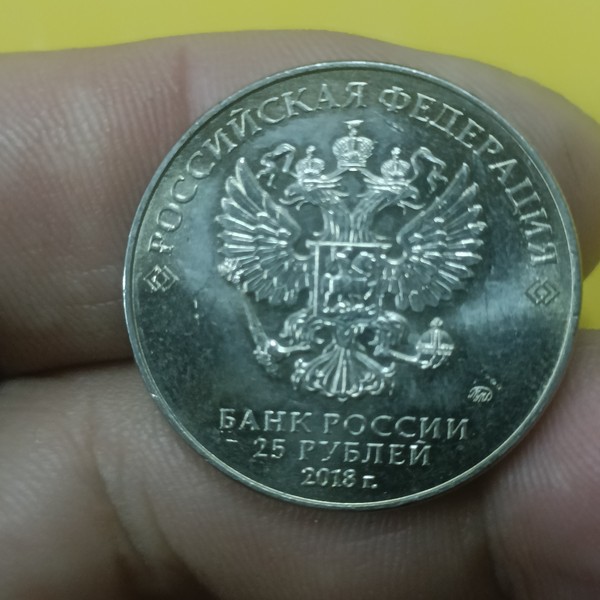 РОССИЙСКАЯ ФЕДЕРАЦИЯ
БАНК РОССИИ
25 РУБЛЕЙ
2018 г.